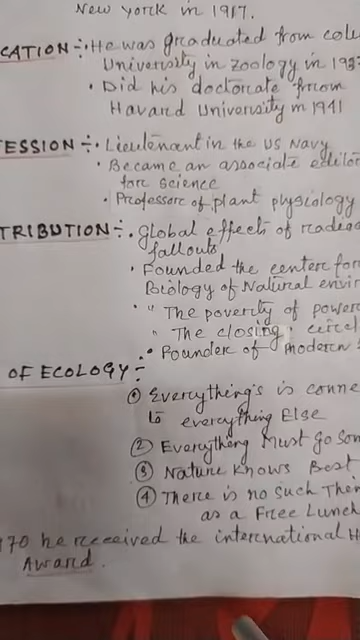 New York in 1917.
CATION :- • He was graduated from colu
University in Zoology in 193
• Did his doctorate from
Havard University in 1941
ESSION :- • Lieutenant in the US Navy
• Became an associate editor
for science
• Professor of plant physiology
TRIBUTION :- • Global effects of radioa
fallouts
• Founded the center for
Biology of Natural envir
• " The poverty of power
" The closing circl
• Founder of modern
OF ECOLOGY :-
① Everything's is conne
to everything Else
② Everything Must Go Som
③ Nature Knows Best
④ There is no such Thin
as a Free Lunch
970 he received the international H
Award.